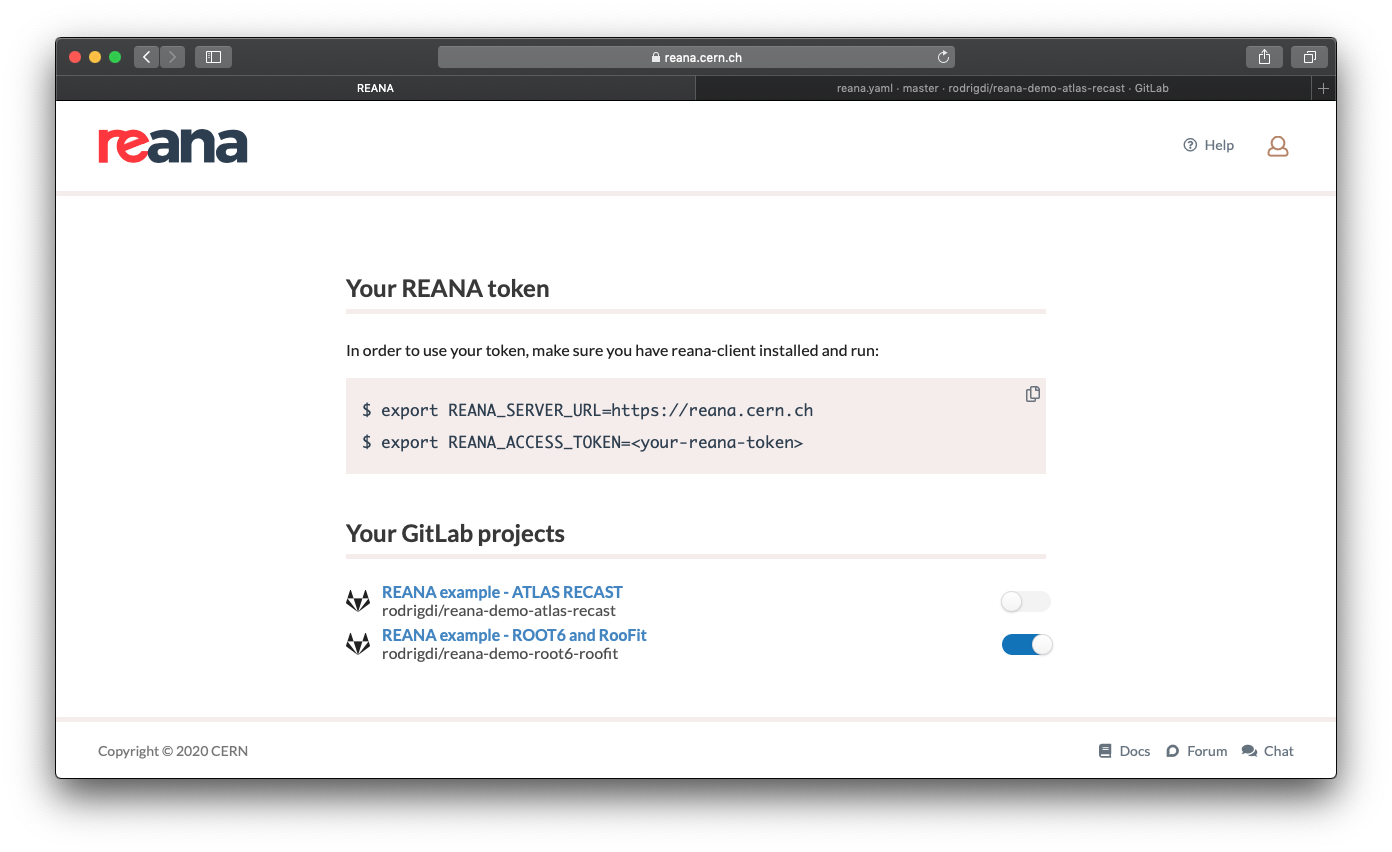 reana.cern.ch
REANA
reana.yaml · master · rodrigdi/reana-demo-atlas-recast · GitLab
reana
Help
Your REANA token
In order to use your token, make sure you have reana-client installed and run:
$ export REANA_SERVER_URL=https://reana.cern.ch
$ export REANA_ACCESS_TOKEN=<your-reana-token>
Your GitLab projects
REANA example - ATLAS RECAST
rodrigdi/reana-demo-atlas-recast
REANA example - ROOT6 and RooFit
rodrigdi/reana-demo-root6-roofit
Copyright © 2020 CERN
Docs
Forum
Chat